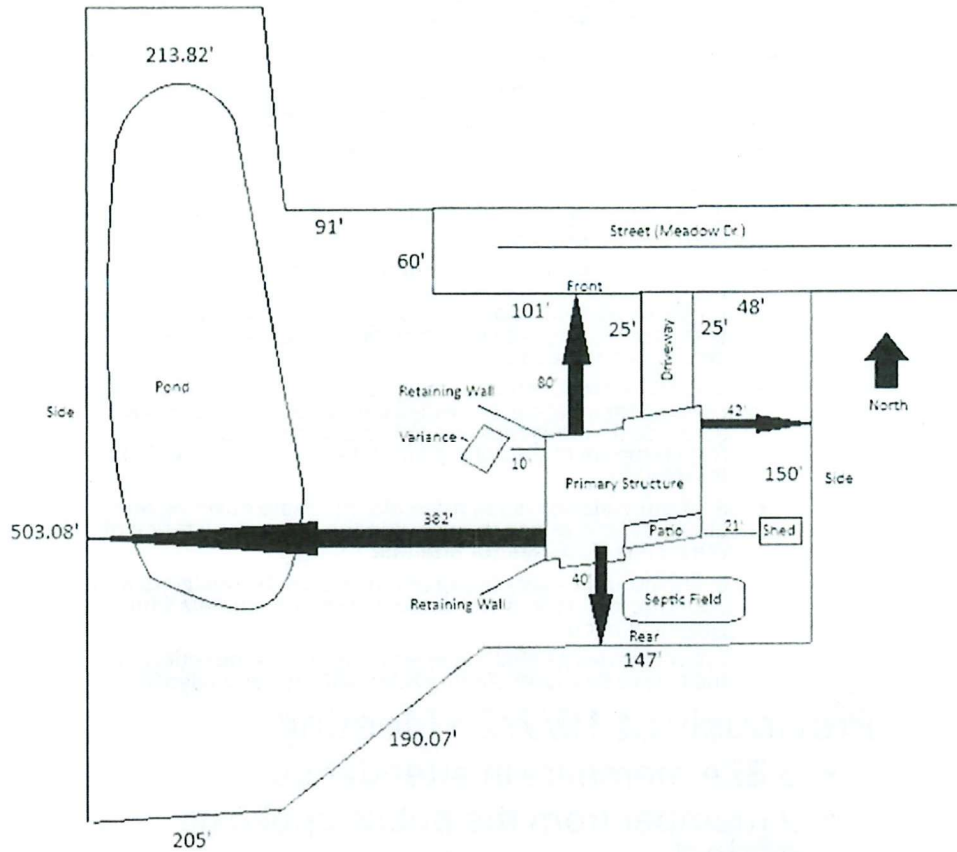 213.82'
91'
Street (Meadow Dr.)
60'
Front
101'
48'
25'
Driveway
25'
80'
North
Pond
Retaining Wall
Side
42'
Variance
10'
Primary Structure
150'
Side
503.08'
382'
Patio
21'
Shed
40'
Septic Field
Retaining Wall
Rear
147'
190.07'
205'